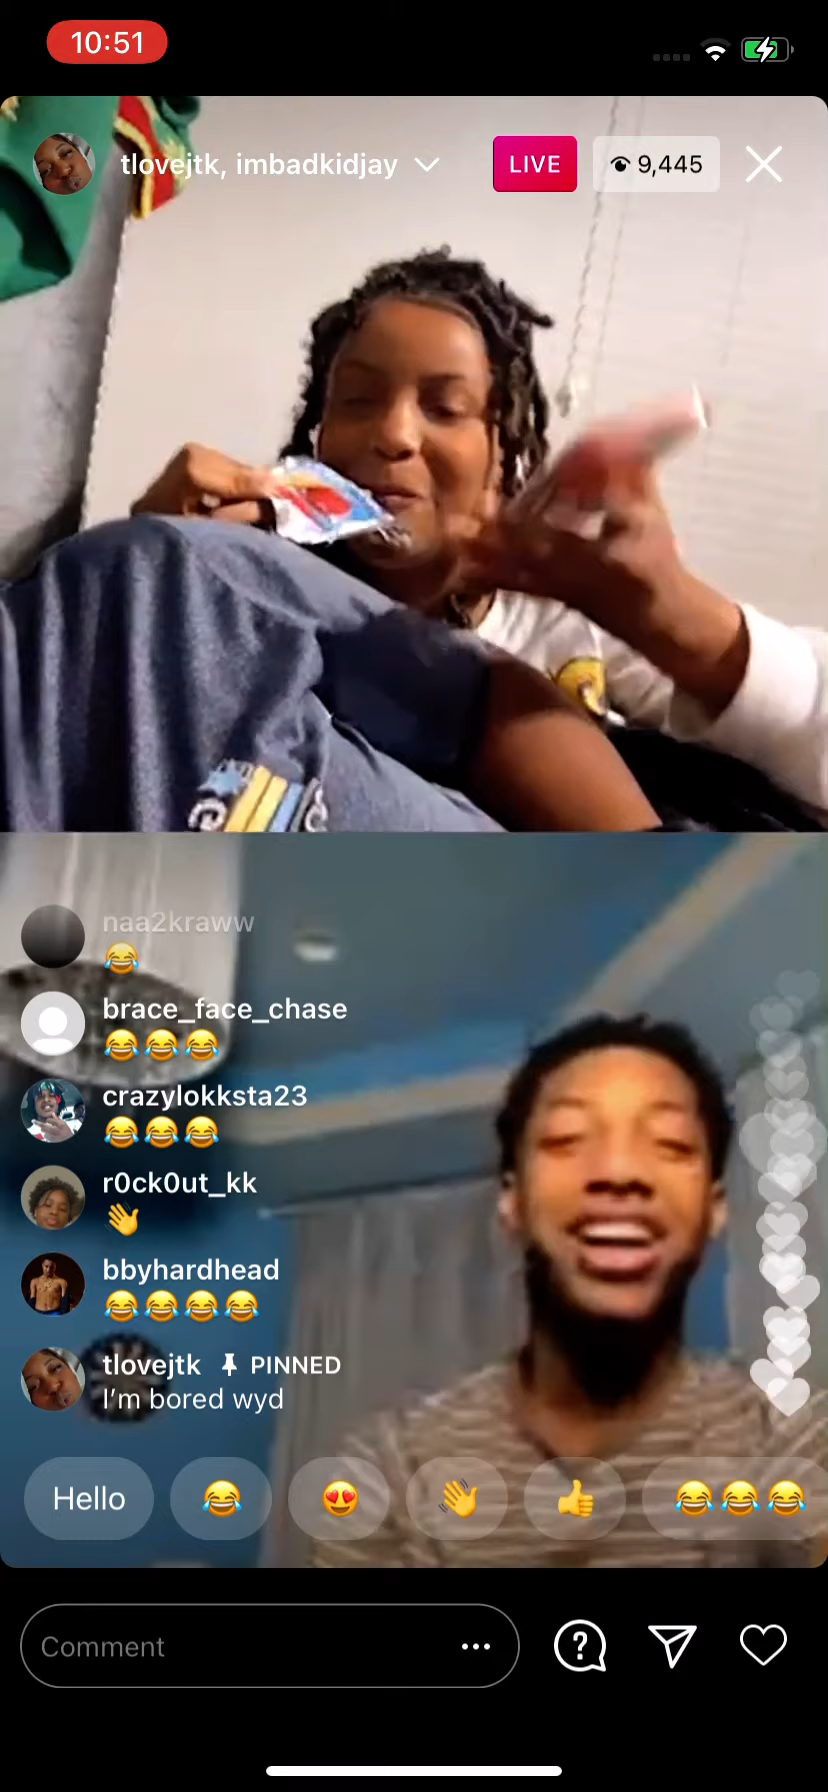 10:51
tlovejtk, imbadkidjay
LIVE
9,445
naa2kraww
😂
brace_face_chase
😂😂😂
crazylokksta23
😂😂😂
r0ck0ut_kk
👋
bbyhardhead
😂😂😂😂
tlovejtk PINNED
I'm bored wyd
Hello 😂 😍 👋 👍 😂😂😂
Comment